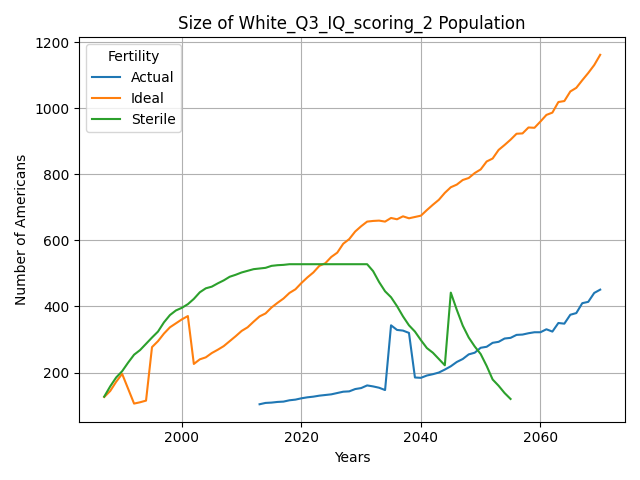 Size of White_Q3_IQ_scoring_2 Population
Fertility
Actual
Ideal
Sterile
Number of Americans
1200
1000
800
600
400
200
2000
2020
2040
2060
Years